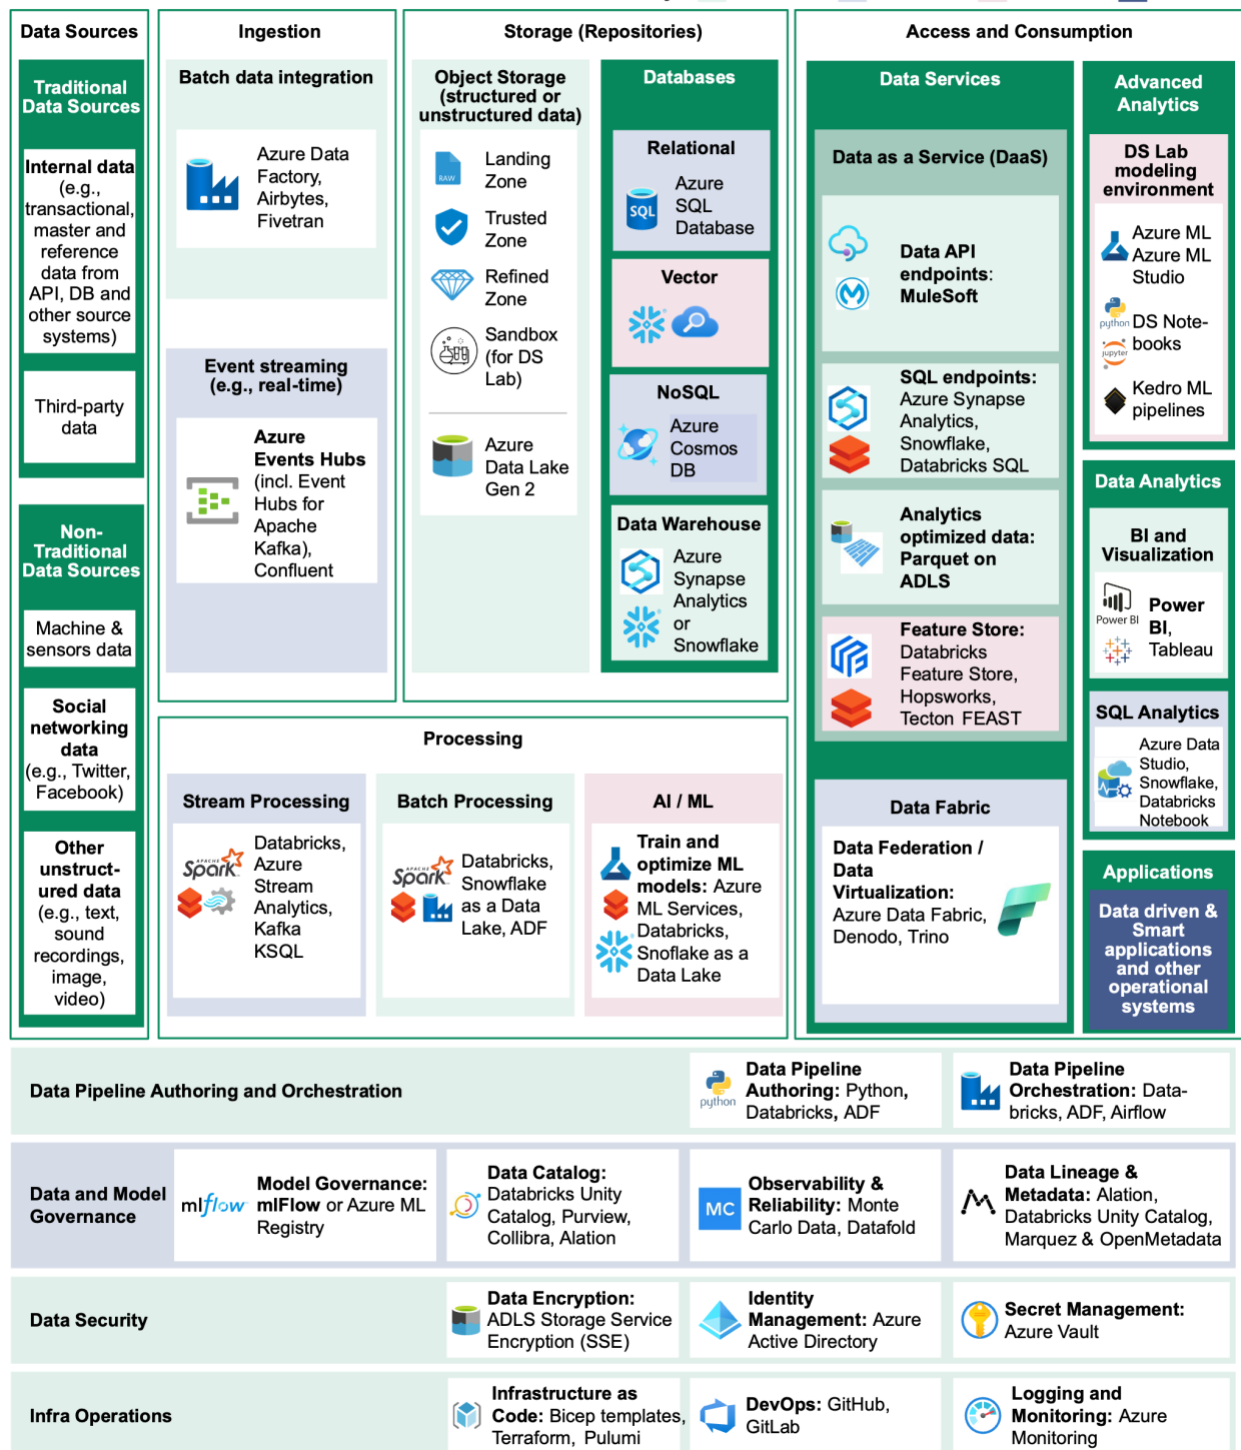 Data Sources
Traditional
Data Sources
Internal data
(e.g.,
transactional,
master and
reference
data from
API, DB and
other source
systems)
Third-party
data
Non-
Traditional
Data Sources
Machine &
sensors data
Social
networking
data
(e.g., Twitter,
Facebook)
Other
unstruct-
ured data
(e.g., text,
sound
recordings,
image,
video)
Ingestion
Batch data integration
Azure Data
Factory,
Airbytes,
Fivetran
Event streaming
(e.g., real-time)
Azure
Events Hubs
(incl. Event
Hubs for
Apache
Kafka),
Confluent
Storage (Repositories)
Object Storage
(structured or
unstructured data)
RAW
Landing
Zone
Trusted
Zone
Refined
Zone
Sandbox
(for DS
Lab)
Azure
Data Lake
Gen 2
Databases
Relational
SQL
Azure
SQL
Database
Vector
NoSQL
Azure
Cosmos
DB
Data Warehouse
Azure
Synapse
Analytics
or
Snowflake
Processing
Stream Processing
APACHE
Spark
Databricks,
Azure
Stream
Analytics,
Kafka
KSQL
Batch Processing
APACHE
Spark
Databricks,
Snowflake
as a Data
Lake, ADF
AI / ML
Train and
optimize ML
models: Azure
ML Services,
Databricks,
Snoflake as a
Data Lake
Access and Consumption
Data Services
Data as a Service (DaaS)
Data API
endpoints:
MuleSoft
SQL endpoints:
Azure Synapse
Analytics,
Snowflake,
Databricks SQL
Analytics
optimized data:
Parquet on
ADLS
Feature Store:
Databricks
Feature Store,
Hopsworks,
Tecton FEAST
Data Fabric
Data Federation /
Data
Virtualization:
Azure Data Fabric,
Denodo, Trino
Advanced
Analytics
DS Lab
modeling
environment
Azure ML
Azure ML
Studio
python
jupyter
DS Note-
books
Kedro ML
pipelines
Data Analytics
BI and
Visualization
Power BI
Power
BI,
Tableau
SQL Analytics
Azure Data
Studio,
Snowflake,
Databricks
Notebook
Applications
Data driven &
Smart
applications
and other
operational
systems
Data Pipeline Authoring and Orchestration
python
Data Pipeline
Authoring: Python,
Databricks, ADF
Data Pipeline
Orchestration: Data-
bricks, ADF, Airflow
Data and Model
Governance
mlflow
Model Governance:
mlFlow or Azure ML
Registry
Data Catalog:
Databricks Unity
Catalog, Purview,
Collibra, Alation
MC
Observability &
Reliability: Monte
Carlo Data, Datafold
Data Lineage &
Metadata: Alation,
Databricks Unity Catalog,
Marquez & OpenMetadata
Data Security
Data Encryption:
ADLS Storage Service
Encryption (SSE)
Identity
Management: Azure
Active Directory
Secret Management:
Azure Vault
Infra Operations
Infrastructure as
Code: Bicep templates,
Terraform, Pulumi
DevOps: GitHub,
GitLab
Logging and
Monitoring: Azure
Monitoring